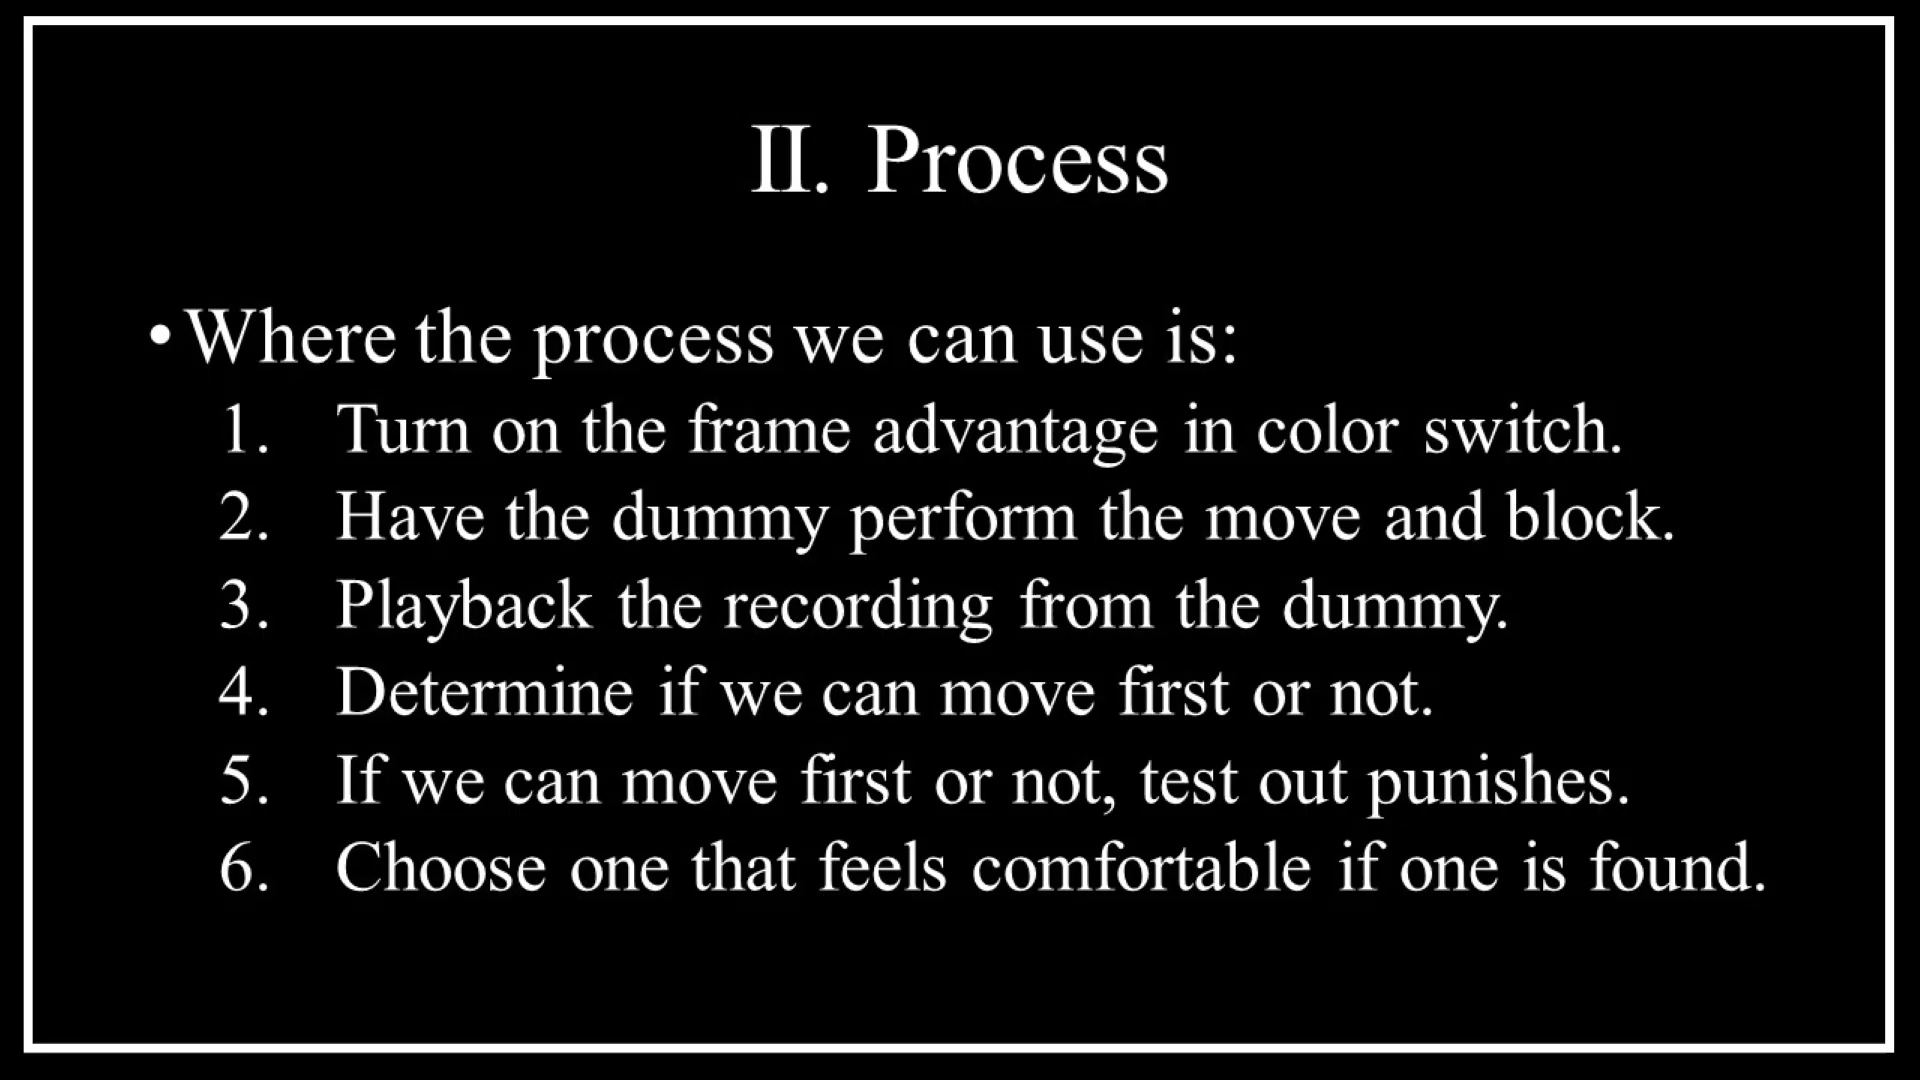 II. Process
• Where the process we can use is:
1. Turn on the frame advantage in color switch.
2. Have the dummy perform the move and block.
3. Playback the recording from the dummy.
4. Determine if we can move first or not.
5. If we can move first or not, test out punishes.
6. Choose one that feels comfortable if one is found.